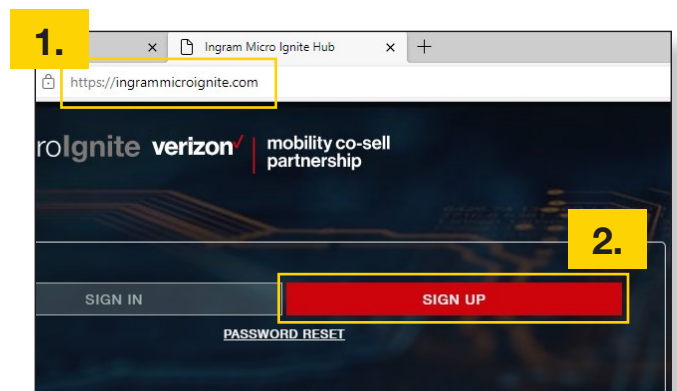 1.
Ingram Micro Ignite Hub
https://ingrammicroignite.com
roIgnite verizon✓ | mobility co-sell
partnership
2.
SIGN IN
SIGN UP
PASSWORD RESET